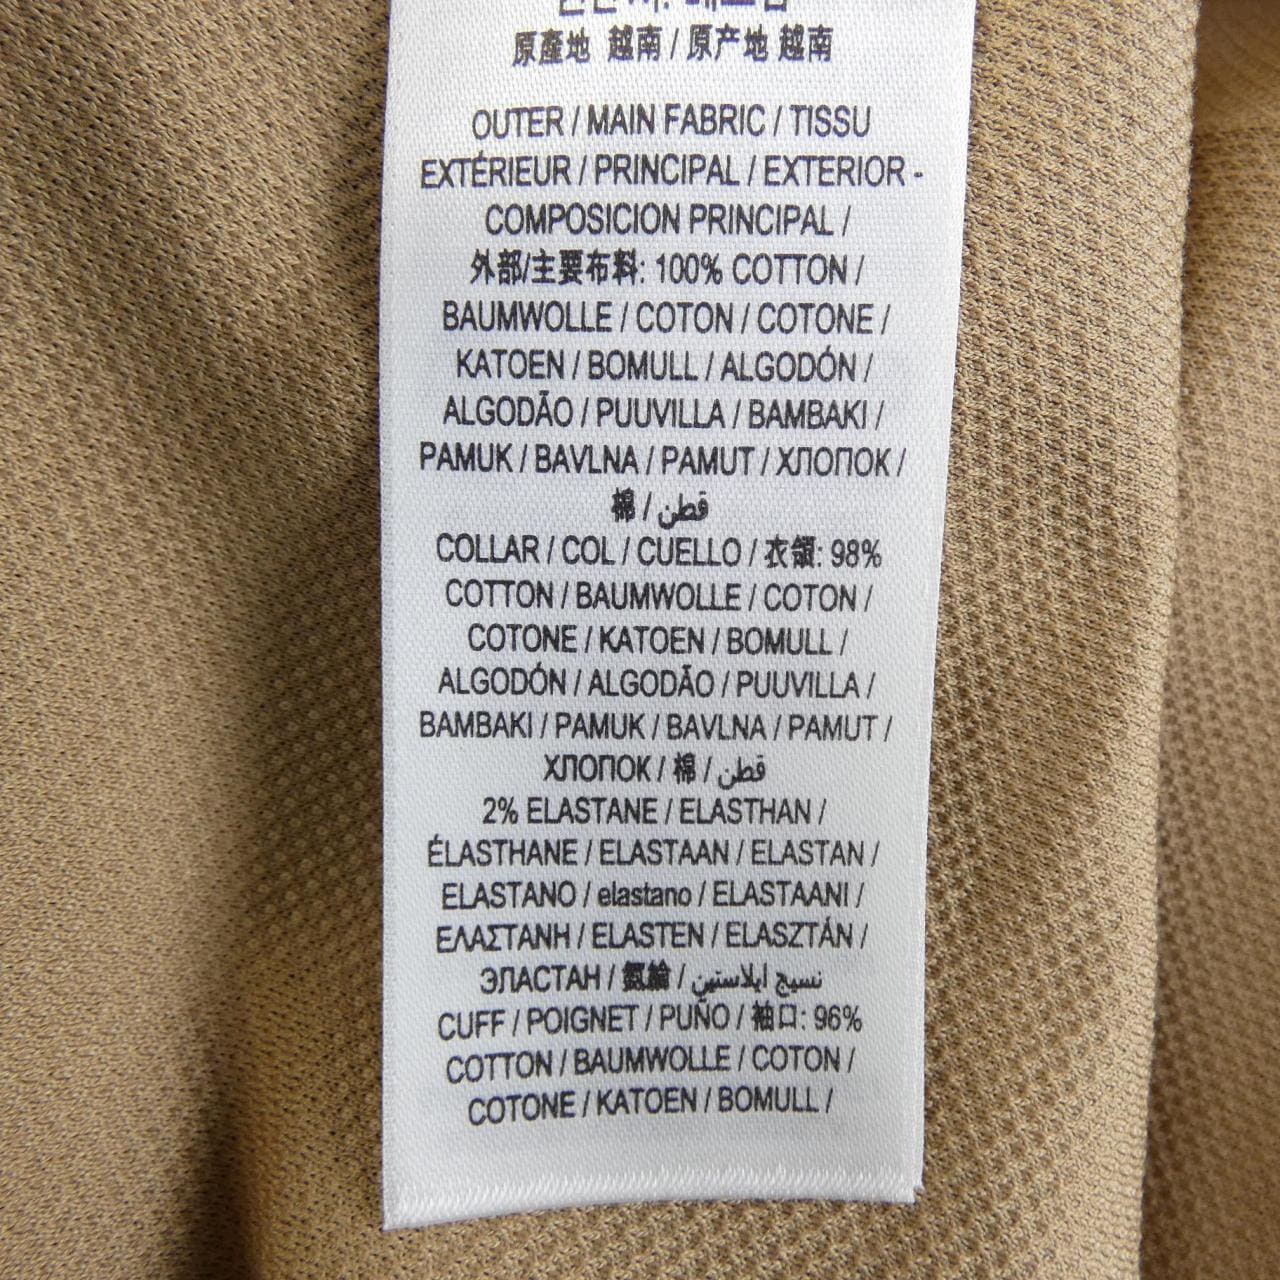 原產地 越南 / 原产地 越南
OUTER / MAIN FABRIC / TISSU
EXTÉRIEUR / PRINCIPAL / EXTERIOR -
COMPOSICION PRINCIPAL /
外部/主要布料: 100% COTTON /
BAUMWOLLE / COTON / COTONE /
KATOEN / BOMULL / ALGODÓN /
ALGODÃO / PUUVILLA / BAMBAKI /
PAMUK / BAVLNA / PAMUT / ХЛОПОК /
棉 / قطن
COLLAR / COL / CUELLO / 衣領: 98%
COTTON / BAUMWOLLE / COTON /
COTONE / KATOEN / BOMULL /
ALGODÓN / ALGODÃO / PUUVILLA /
BAMBAKI / PAMUK / BAVLNA / PAMUT /
ХЛОПОК / 棉 / قطن
2% ELASTANE / ELASTHAN /
ÉLASTHANE / ELASTAAN / ELASTAN /
ELASTANO / elastano / ELASTAANI /
ΕΛΑΣΤΑΝΗ / ELASTEN / ELASZTÁN /
ЭЛАСТАН / 氨綸 / نسيج ايلاستين
CUFF / POIGNET / PUÑO / 袖口: 96%
COTTON / BAUMWOLLE / COTON /
COTONE / KATOEN / BOMULL /